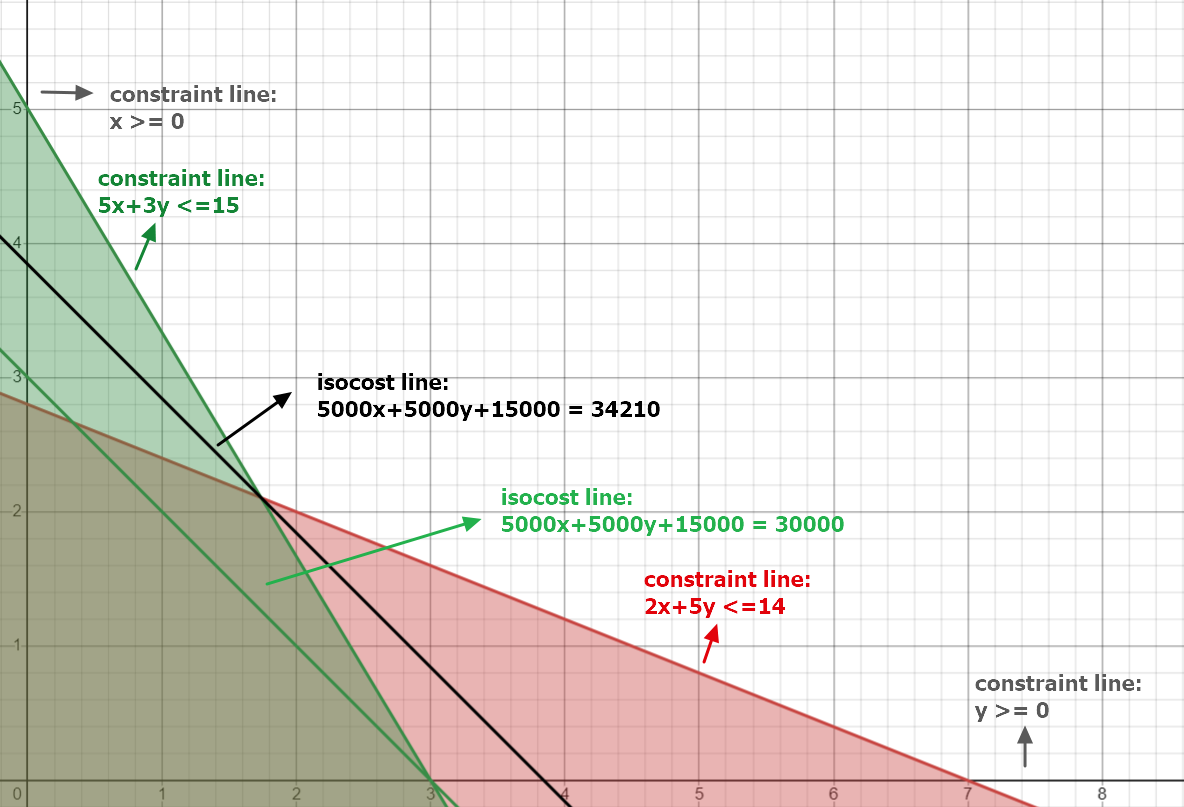 constraint line:
x >= 0
5
constraint line:
5x+3y <=15
4
3
isocost line:
5000x+5000y+15000 = 34210
2
isocost line:
5000x+5000y+15000 = 30000
constraint line:
2x+5y <=14
1
constraint line:
y >= 0
0 1 2 3 4 5 6 7 8